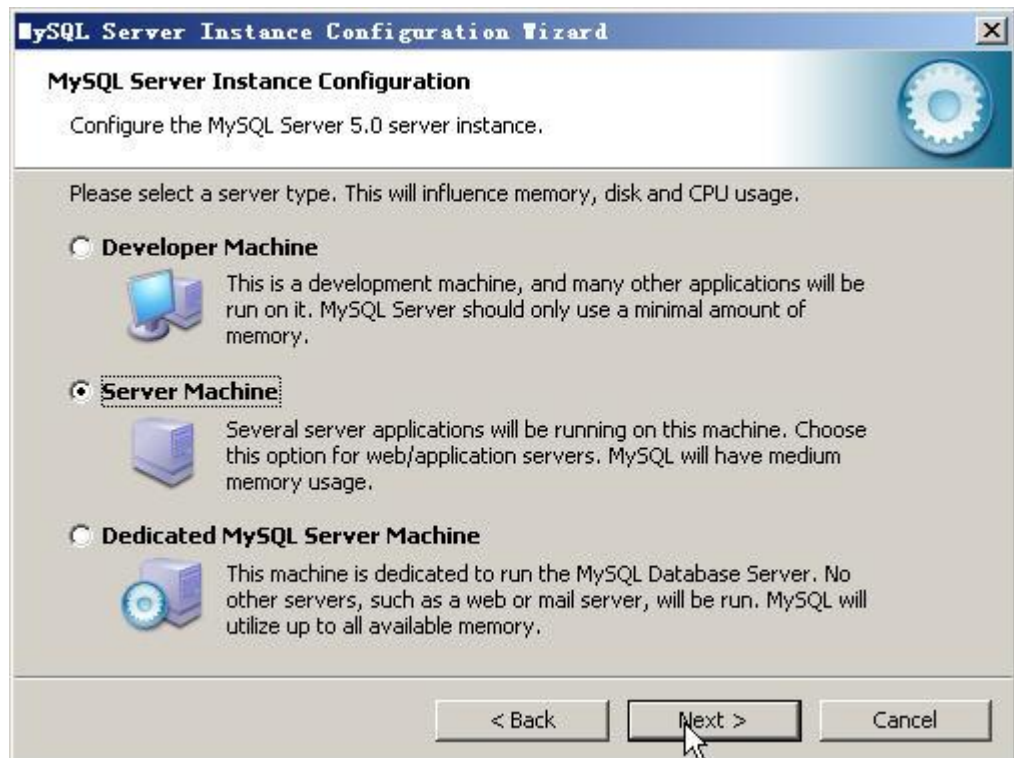 MySQL Server Instance Configuration Wizard
MySQL Server Instance Configuration
Configure the MySQL Server 5.0 server instance.
Please select a server type. This will influence memory, disk and CPU usage.
Developer Machine
This is a development machine, and many other applications will be
run on it. MySQL Server should only use a minimal amount of
memory.
Server Machine
Several server applications will be running on this machine. Choose
this option for web/application servers. MySQL will have medium
memory usage.
Dedicated MySQL Server Machine
This machine is dedicated to run the MySQL Database Server. No
other servers, such as a web or mail server, will be run. MySQL will
utilize up to all available memory.
< Back Next > Cancel